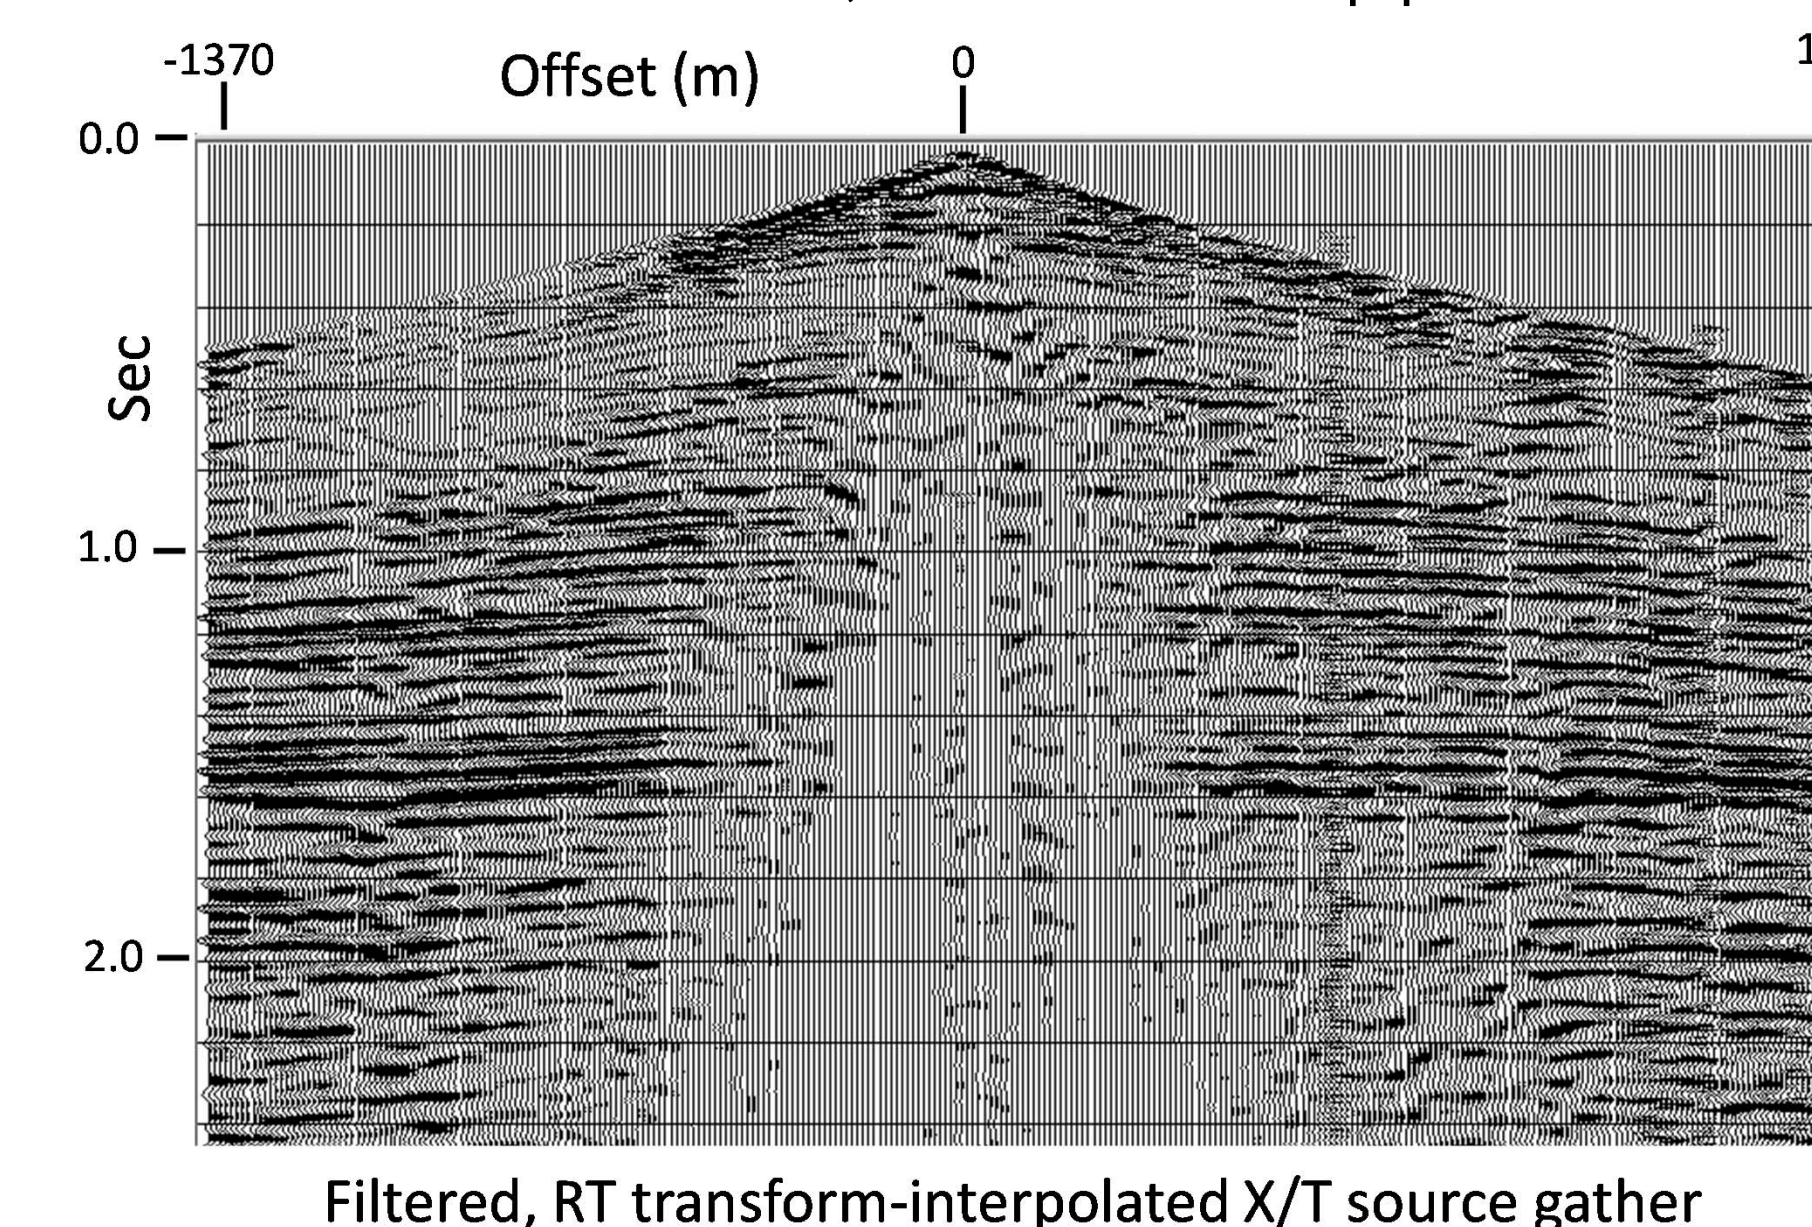 -1370 Offset (m) 0
0.0
Sec
1.0
2.0
Filtered, RT transform-interpolated X/T source gather